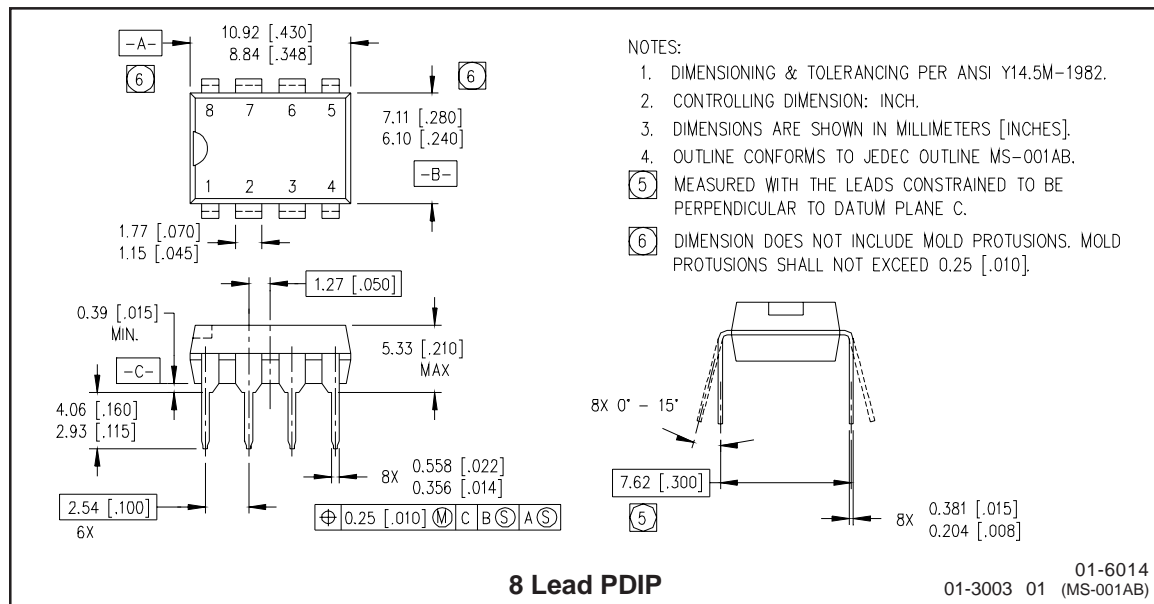 10.92 [.430]
8.84 [.348]
-A-
6
6
8 7 6 5
1 2 3 4
7.11 [.280]
6.10 [.240]
-B-
1.77 [.070]
1.15 [.045]
1.27 [.050]
0.39 [.015]
MIN.
-C-
5.33 [.210]
MAX
4.06 [.160]
2.93 [.115]
8X 0.558 [.022]
0.356 [.014]
2.54 [.100]
6X
⌖ 0.25 [.010] Ⓜ C B Ⓢ A Ⓢ
NOTES:
1. DIMENSIONING & TOLERANCING PER ANSI Y14.5M-1982.
2. CONTROLLING DIMENSION: INCH.
3. DIMENSIONS ARE SHOWN IN MILLIMETERS [INCHES].
4. OUTLINE CONFORMS TO JEDEC OUTLINE MS-001AB.
5 MEASURED WITH THE LEADS CONSTRAINED TO BE
PERPENDICULAR TO DATUM PLANE C.
6 DIMENSION DOES NOT INCLUDE MOLD PROTUSIONS. MOLD
PROTUSIONS SHALL NOT EXCEED 0.25 [.010].
8X 0° - 15°
7.62 [.300]
5
8X 0.381 [.015]
0.204 [.008]
8 Lead PDIP
01-6014
01-3003 01 (MS-001AB)